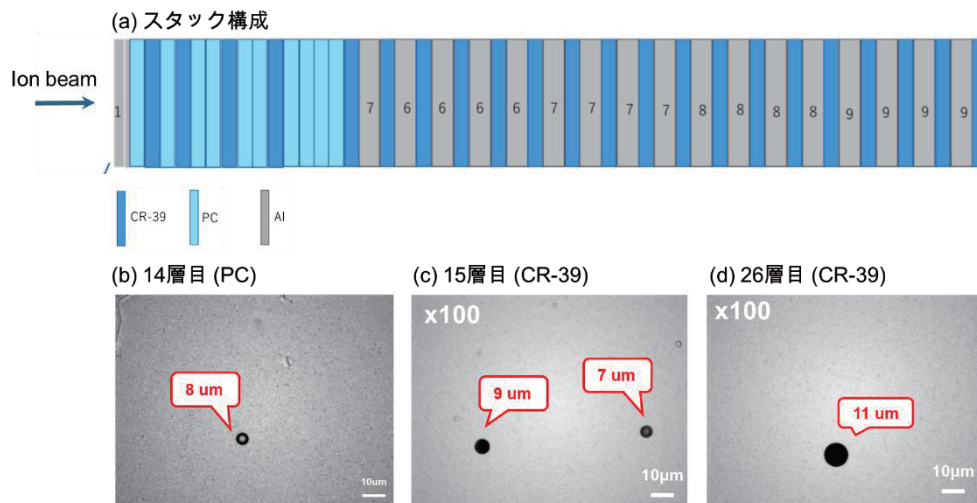 (a) スタック構成
Ion beam
1
7 6 6 6 6 7 7 7 7 8 8 8 8 9 9 9 9
CR-39 PC Al
(b) 14層目 (PC) (c) 15層目 (CR-39) (d) 26層目 (CR-39)
x100 x100
8 um 9 um 7 um 11 um
10um 10μm 10μm